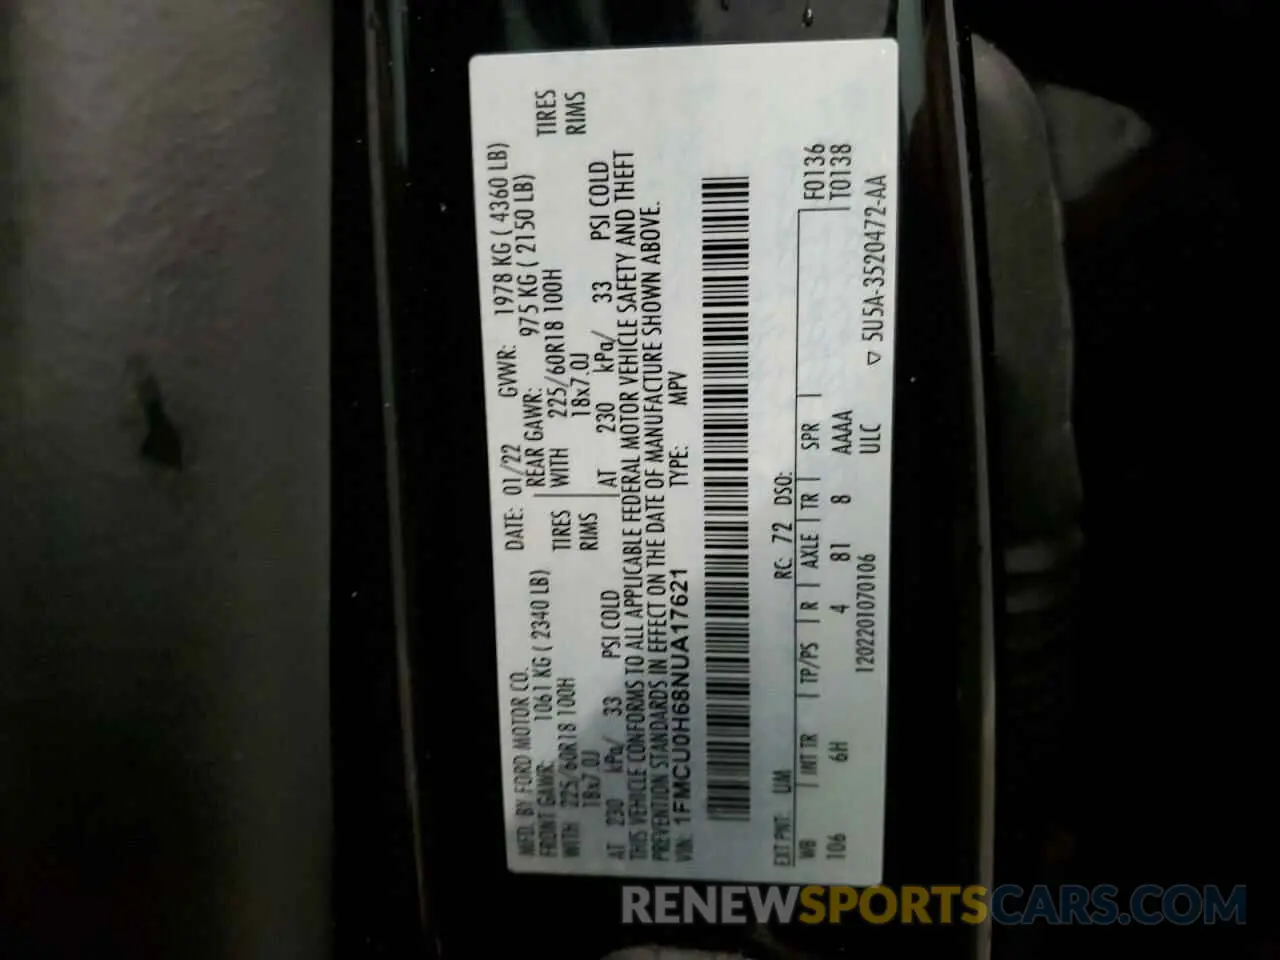 MFD. BY FORD MOTOR CO. DATE: 01/22 GVWR: 1978 KG ( 4360 LB)
FRONT GAWR: 1061 KG ( 2340 LB) REAR GAWR: 975 KG ( 2150 LB)
WITH 225/60R18 100H TIRES WITH 225/60R18 100H TIRES
18x7.0J RIMS 18x7.0J RIMS
AT 230 kPa/ 33 PSI COLD AT 230 kPa/ 33 PSI COLD
THIS VEHICLE CONFORMS TO ALL APPLICABLE FEDERAL MOTOR VEHICLE SAFETY AND THEFT
PREVENTION STANDARDS IN EFFECT ON THE DATE OF MANUFACTURE SHOWN ABOVE.
VIN: 1FMCU0H68NUA17621 TYPE: MPV
EXT PNT: UM RC: 72 DSO:
WB INT TR TP/PS R AXLE TR SPR F0136
106 6H 4 81 8 AAAA T0138
1202201070106 ULC ▽ 5U5A-3520472-AA
RENEWSPORTSCARS.COM